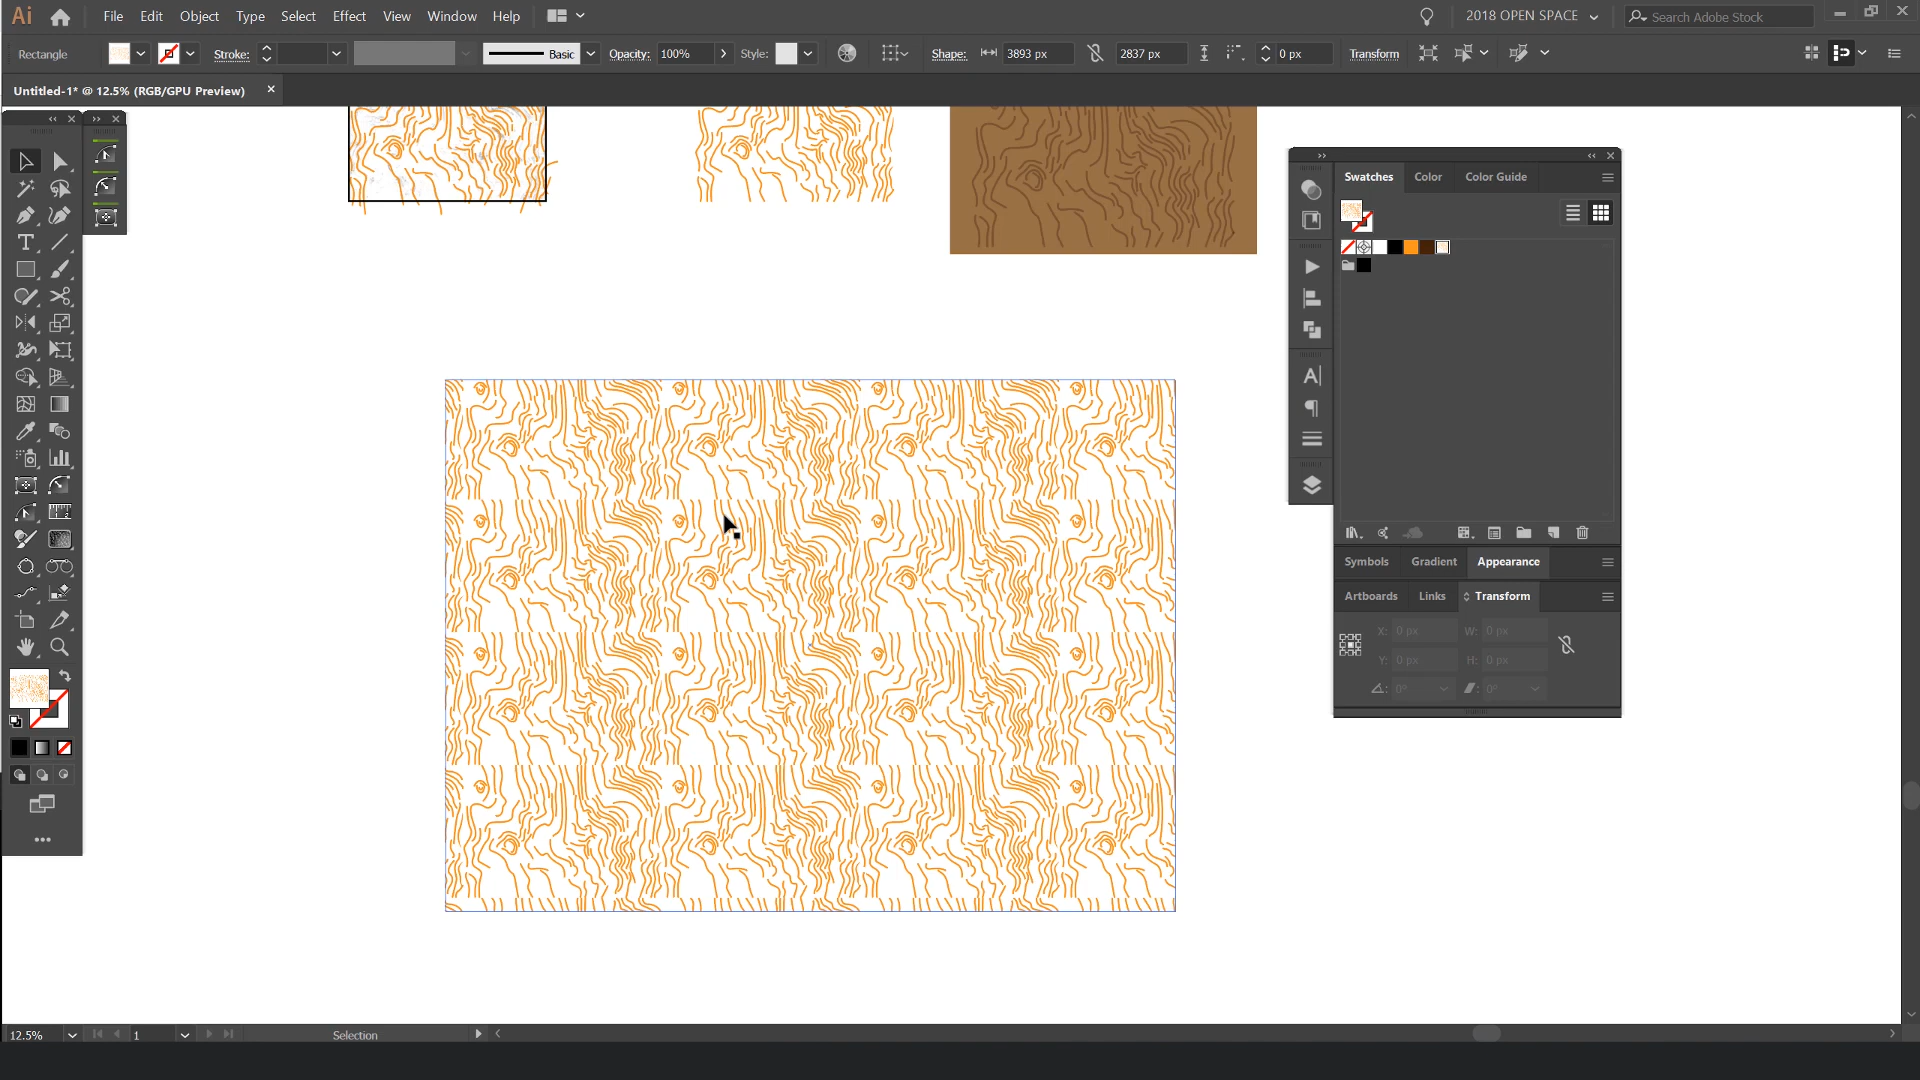 Ai File Edit Object Type Select Effect View Window Help 2018 OPEN SPACE Search Adobe Stock
Rectangle Stroke: Basic Opacity: 100% Style: Shape: 3893 px 2837 px 0 px Transform
Untitled-1* @ 12.5% (RGB/GPU Preview)
Swatches Color Color Guide
Symbols Gradient Appearance
Artboards Links Transform
X: 0 px W: 0 px
Y: 0 px H: 0 px
0° 0°
12.5% 1 Selection